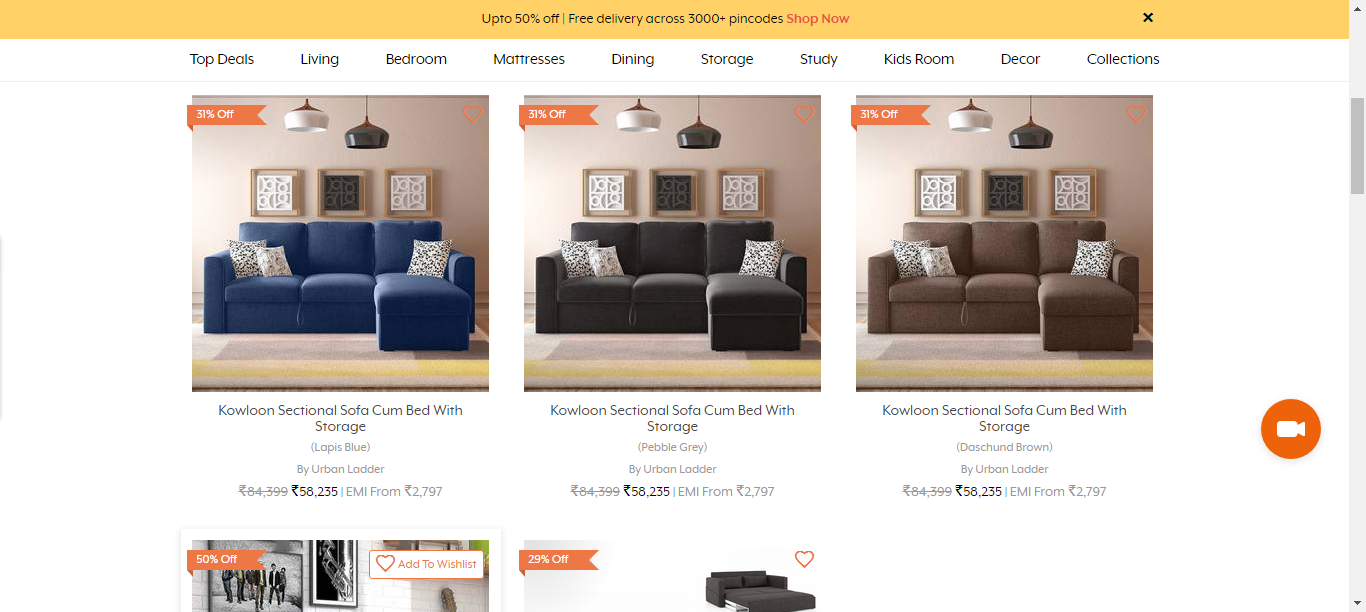 Upto 50% off | Free delivery across 3000+ pincodes Shop Now ×
Top Deals Living Bedroom Mattresses Dining Storage Study Kids Room Decor Collections
31% Off
31% Off
31% Off
Kowloon Sectional Sofa Cum Bed With
Storage
(Lapis Blue)
By Urban Ladder
₹84,399 ₹58,235 | EMI From ₹2,797
Kowloon Sectional Sofa Cum Bed With
Storage
(Pebble Grey)
By Urban Ladder
₹84,399 ₹58,235 | EMI From ₹2,797
Kowloon Sectional Sofa Cum Bed With
Storage
(Daschund Brown)
By Urban Ladder
₹84,399 ₹58,235 | EMI From ₹2,797
50% Off
Add To Wishlist
29% Off